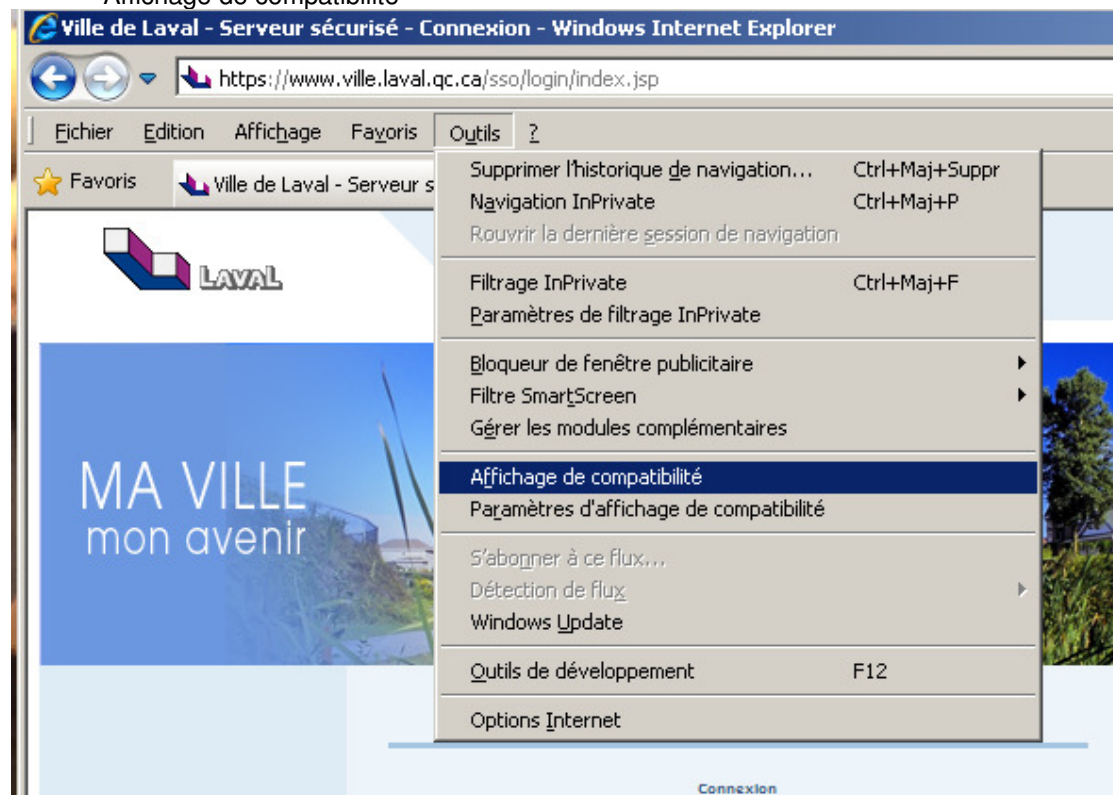 Affichage de compatibilité
Ville de Laval - Serveur sécurisé - Connexion - Windows Internet Explorer
https://www.ville.laval.qc.ca/sso/login/index.jsp
Fichier Edition Affichage Favoris Outils ?
Favoris Ville de Laval - Serveur s
Supprimer l'historique de navigation... Ctrl+Maj+Suppr
Navigation InPrivate Ctrl+Maj+P
Rouvrir la dernière session de navigation
LAVAL
Filtrage InPrivate Ctrl+Maj+F
Paramètres de filtrage InPrivate
Bloqueur de fenêtre publicitaire
Filtre SmartScreen
Gérer les modules complémentaires
MA VILLE
mon avenir
Affichage de compatibilité
Paramètres d'affichage de compatibilité
S'abonner à ce flux...
Détection de flux
Windows Update
Outils de développement F12
Options Internet
Connexion